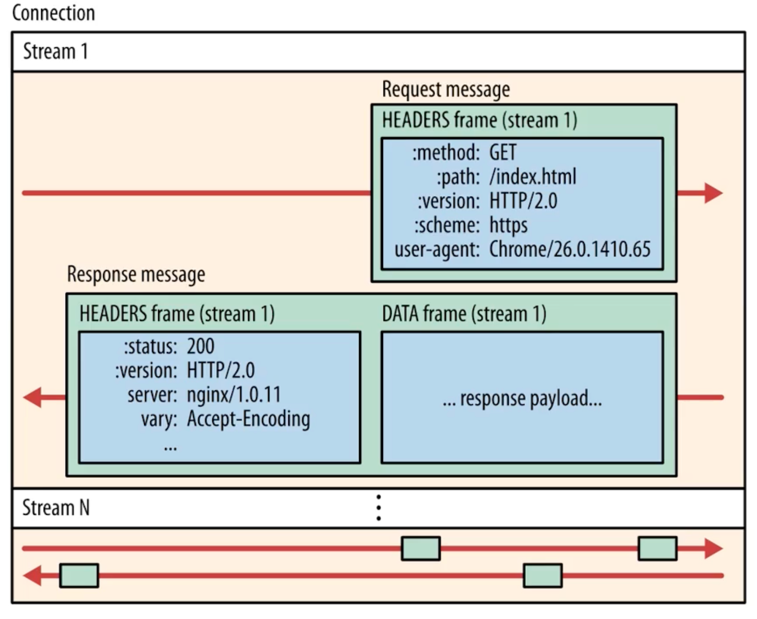 Connection
Stream 1
Request message
HEADERS frame (stream 1)
:method: GET
:path: /index.html
:version: HTTP/2.0
:scheme: https
user-agent: Chrome/26.0.1410.65
Response message
HEADERS frame (stream 1)
:status: 200
:version: HTTP/2.0
server: nginx/1.0.11
vary: Accept-Encoding
...
DATA frame (stream 1)
... response payload...
Stream N